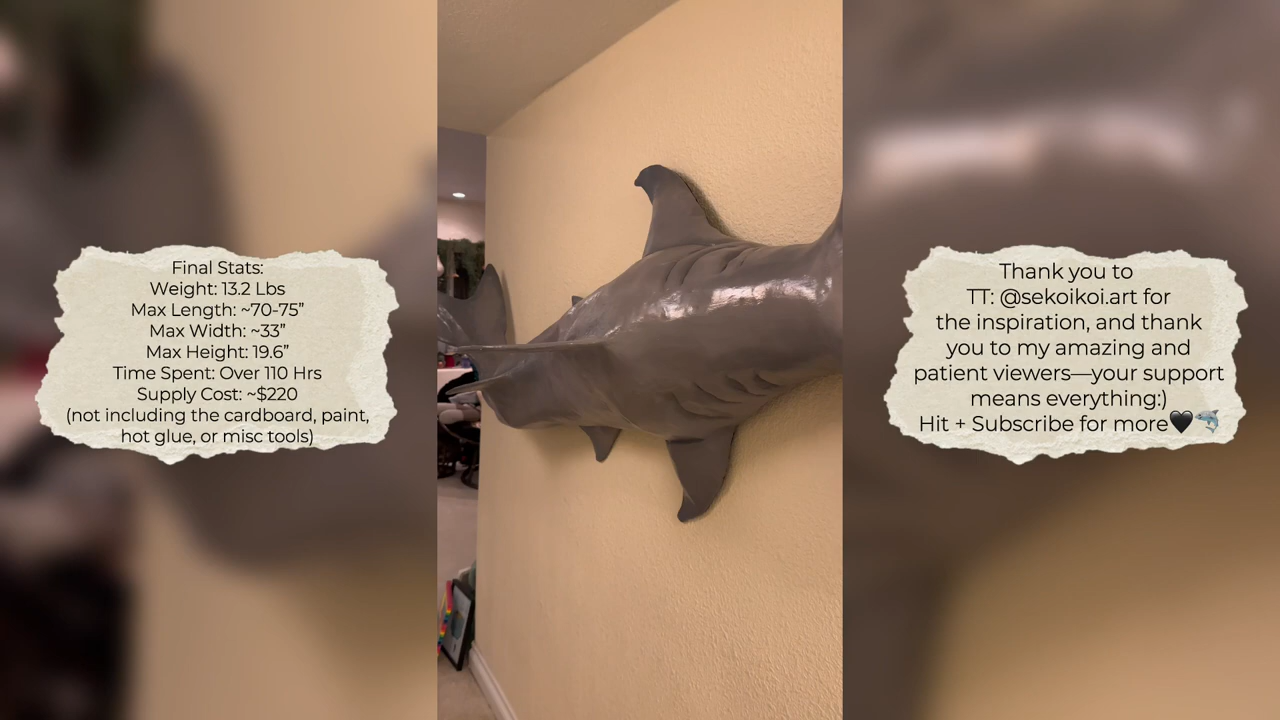 Final Stats:
Weight: 13.2 Lbs
Max Length: ~70-75”
Max Width: ~33”
Max Height: 19.6”
Time Spent: Over 110 Hrs
Supply Cost: ~$220
(not including the cardboard, paint,
hot glue, or misc tools)
Thank you to
TT: @sekoikoi.art for
the inspiration, and thank
you to my amazing and
patient viewers—your support
means everything:)
Hit + Subscribe for more🖤🦈